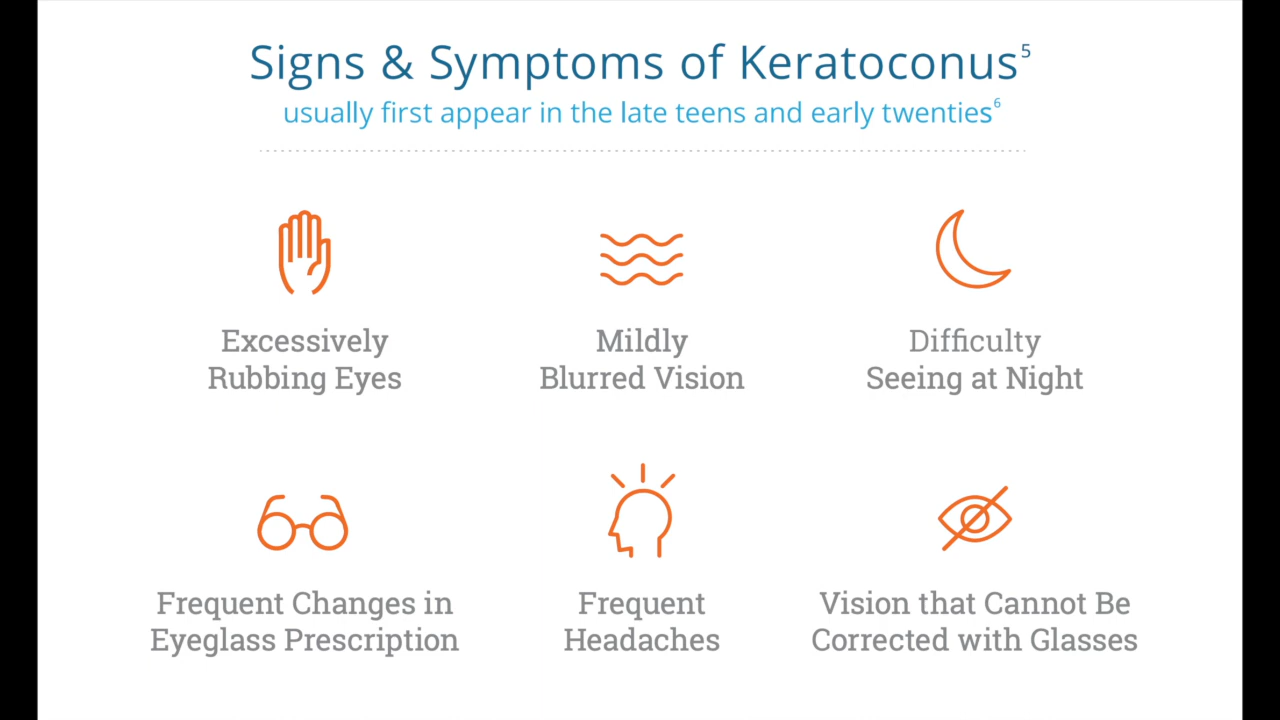 Signs & Symptoms of Keratoconus⁵
usually first appear in the late teens and early twenties⁶
Excessively
Rubbing Eyes
Mildly
Blurred Vision
Difficulty
Seeing at Night
Frequent Changes in
Eyeglass Prescription
Frequent
Headaches
Vision that Cannot Be
Corrected with Glasses